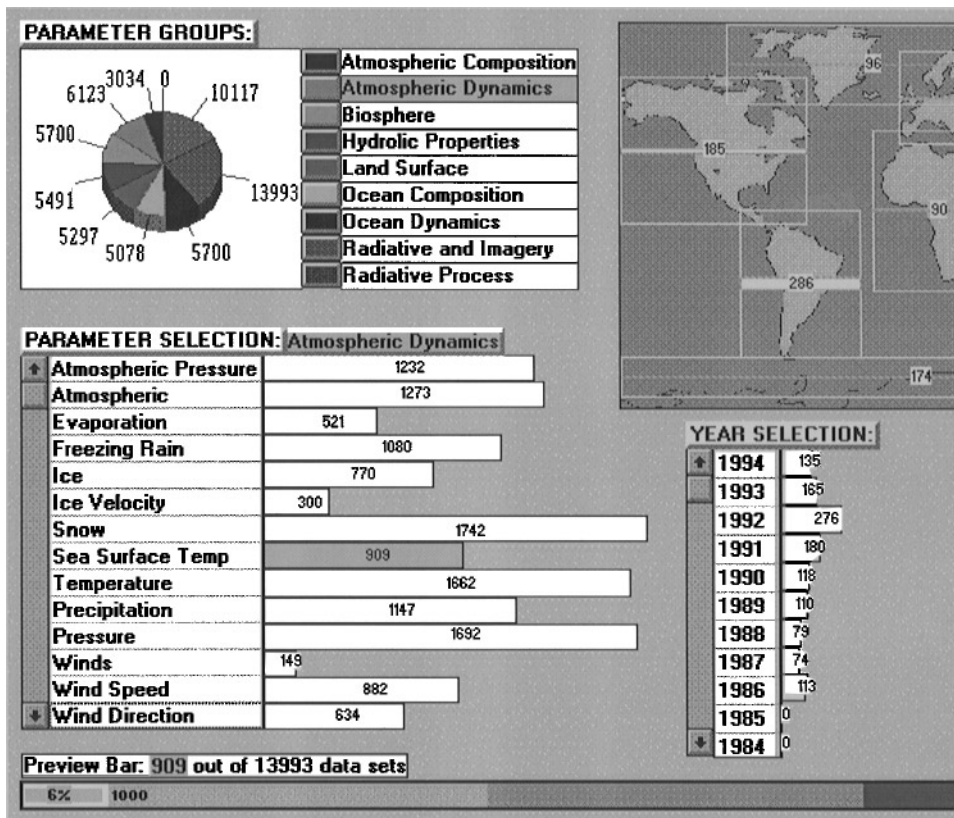 PARAMETER GROUPS:
3034 0
6123 10117
5700
5491 13993
5297
5078 5700
Atmospheric Composition
Atmospheric Dynamics
Biosphere
Hydrolic Properties
Land Surface
Ocean Composition
Ocean Dynamics
Radiative and Imagery
Radiative Process
96
185
90
286
174
PARAMETER SELECTION: Atmospheric Dynamics
Atmospheric Pressure 1232
Atmospheric 1273
Evaporation 521
Freezing Rain 1080
Ice 770
Ice Velocity 300
Snow 1742
Sea Surface Temp 909
Temperature 1662
Precipitation 1147
Pressure 1692
Winds 149
Wind Speed 882
Wind Direction 634
YEAR SELECTION:
1994 135
1993 165
1992 276
1991 180
1990 118
1989 110
1988 79
1987 74
1986 113
1985 0
1984 0
Preview Bar: 909 out of 13993 data sets
6% 1000